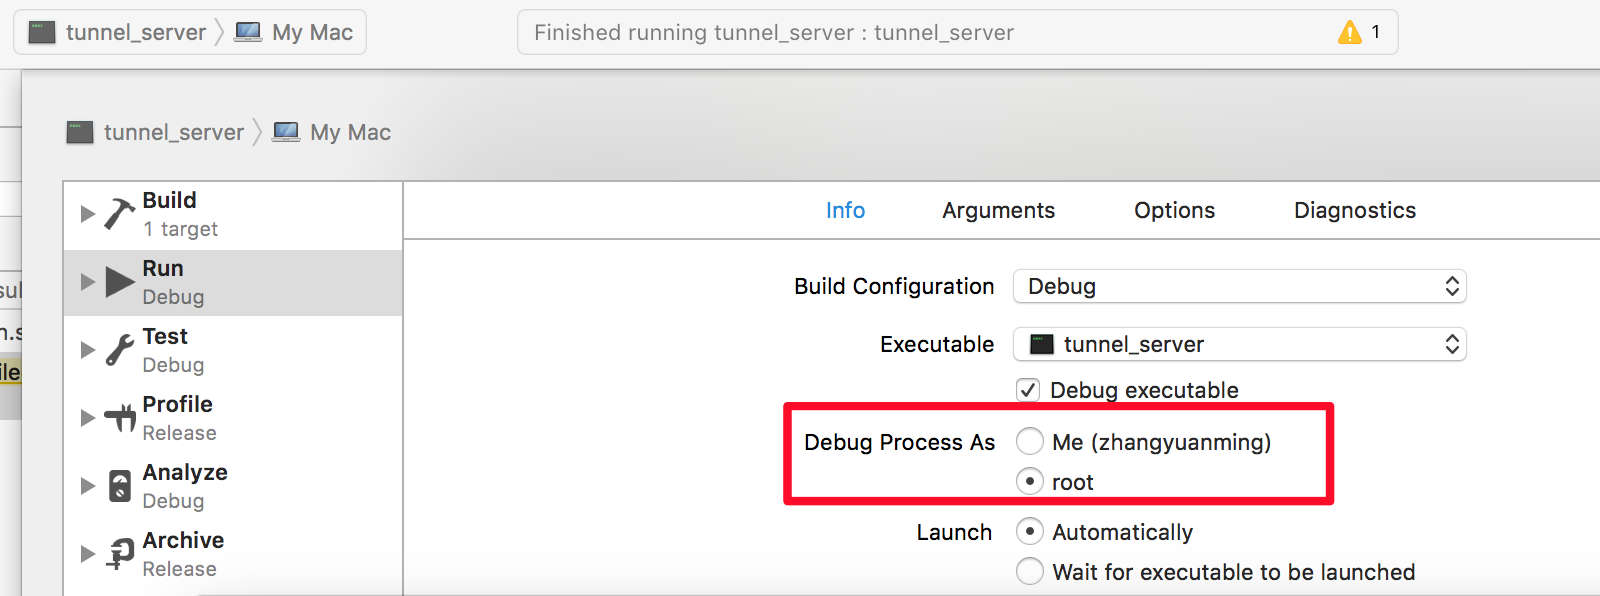 tunnel_server My Mac
Finished running tunnel_server : tunnel_server
1
tunnel_server My Mac
Build
1 target
Run
Debug
Test
Debug
Profile
Release
Analyze
Debug
Archive
Release
Info Arguments Options Diagnostics
Build Configuration Debug
Executable tunnel_server
Debug executable
Debug Process As Me (zhangyuanming)
root
Launch Automatically
Wait for executable to be launched